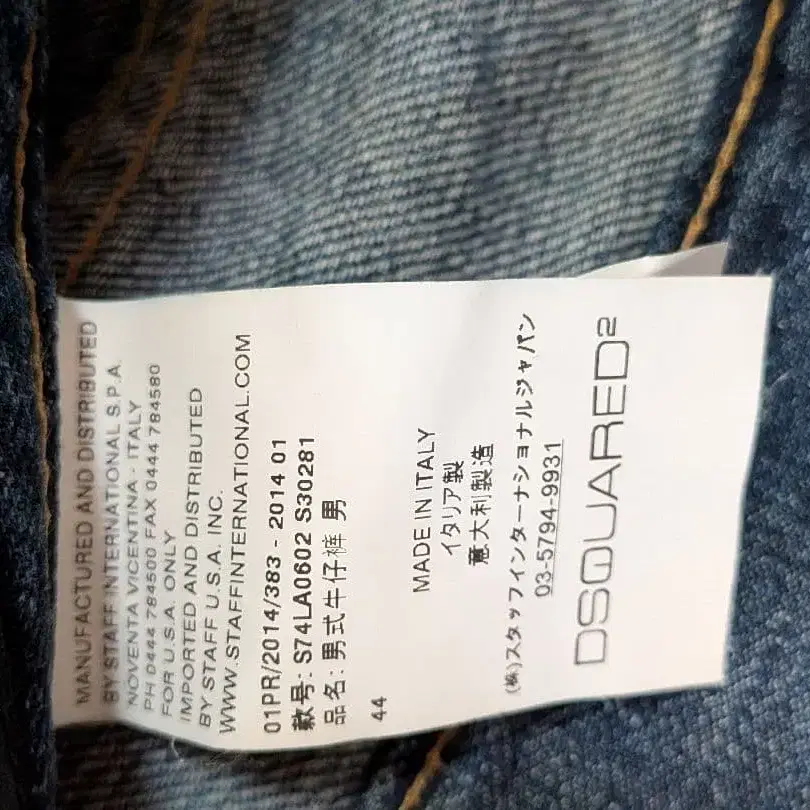 MANUFACTURED AND DISTRIBUTED
BY STAFF INTERNATIONAL S.P.A.
NOVENTA VICENTINA - ITALY
PH 0444 784500 FAX 0444 784580
FOR U.S.A. ONLY
IMPORTED AND DISTRIBUTED
BY STAFF U.S.A. INC.
WWW.STAFFINTERNATIONAL.COM
01PR/2014/383 - 2014 01
款号: S74LA0602 S30281
品名: 男式牛仔裤 男
44
MADE IN ITALY
イタリア製
意大利製造
(株)スタッフインターナショナルジャパン
03-5794-9931
DSQUARED2